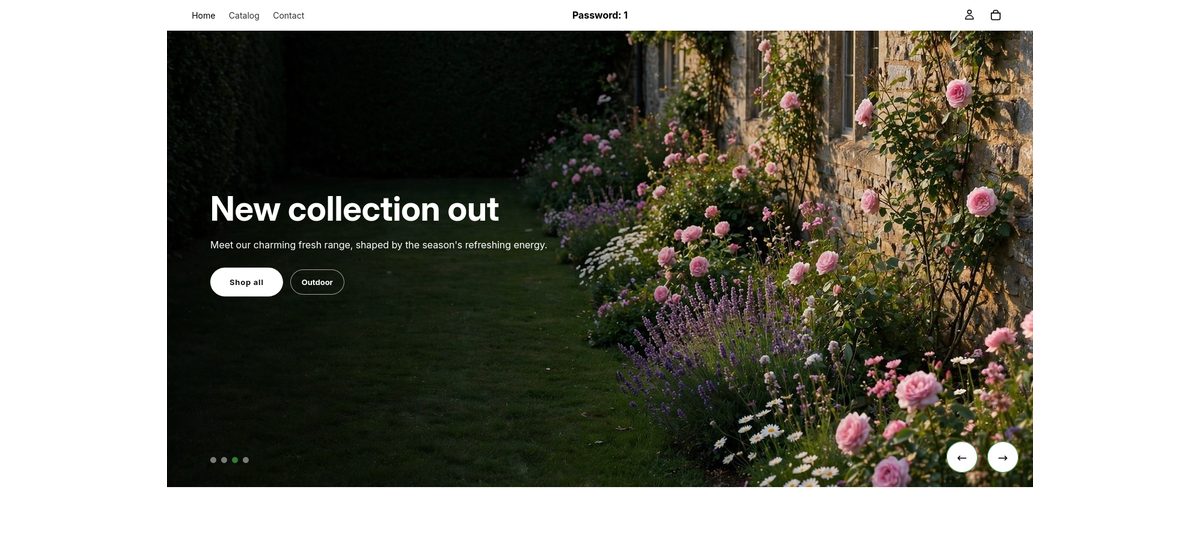 Home Catalog Contact Password: 1
New collection out
Meet our charming fresh range, shaped by the season's refreshing energy.
Shop all Outdoor